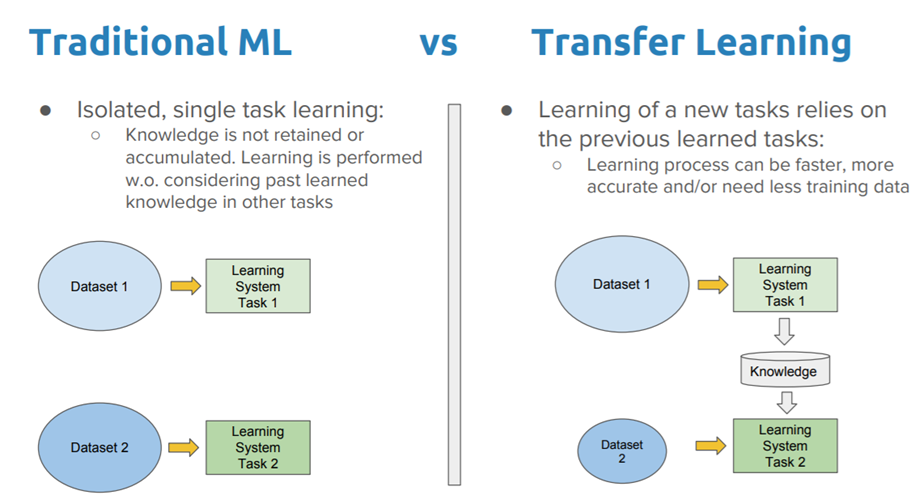 Traditional ML vs Transfer Learning
● Isolated, single task learning:
○ Knowledge is not retained or
accumulated. Learning is performed
w.o. considering past learned
knowledge in other tasks
Dataset 1
Learning
System
Task 1
Dataset 2
Learning
System
Task 2
● Learning of a new tasks relies on
the previous learned tasks:
○ Learning process can be faster, more
accurate and/or need less training data
Dataset 1
Learning
System
Task 1
Knowledge
Dataset
2
Learning
System
Task 2